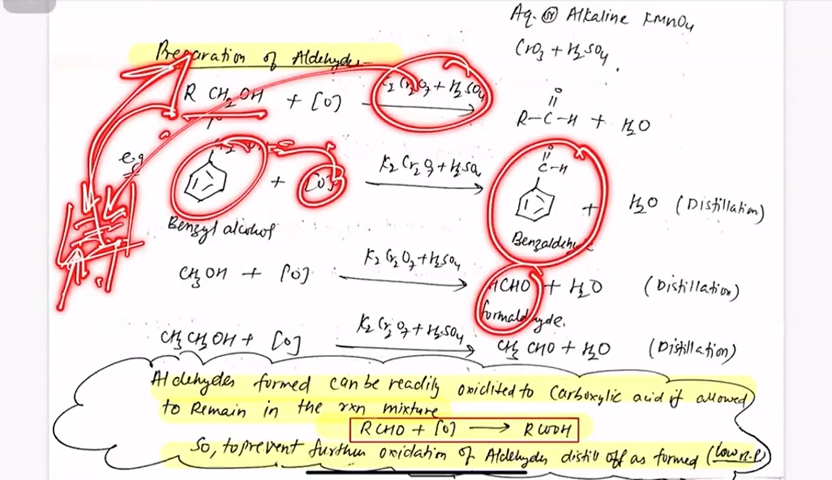 Aq. or Alkaline KMnO4
CrO3 + H2SO4
Preparation of Aldehydes
R CH2OH + [O] K2Cr2O7 + H2SO4 R-C-H + H2O
1°
e.g
+ [O] K2Cr2O7 + H2SO4 C-H + H2O (Distillation)
Benzyl alcohol Benzaldehyde
CH3OH + [O] K2Cr2O7 + H2SO4 HCHO + H2O (Distillation)
formaldehyde.
CH3CH2OH + [O] K2Cr2O7 + H2SO4 CH3CHO + H2O (Distillation)
Aldehydes formed can be readily oxidited to Carboxylic acid if allowed
to Remain in the rxn mixture
RCHO + [O] → RCOOH
So, to prevent further oxidation of Aldehydes distill off as formed (Low